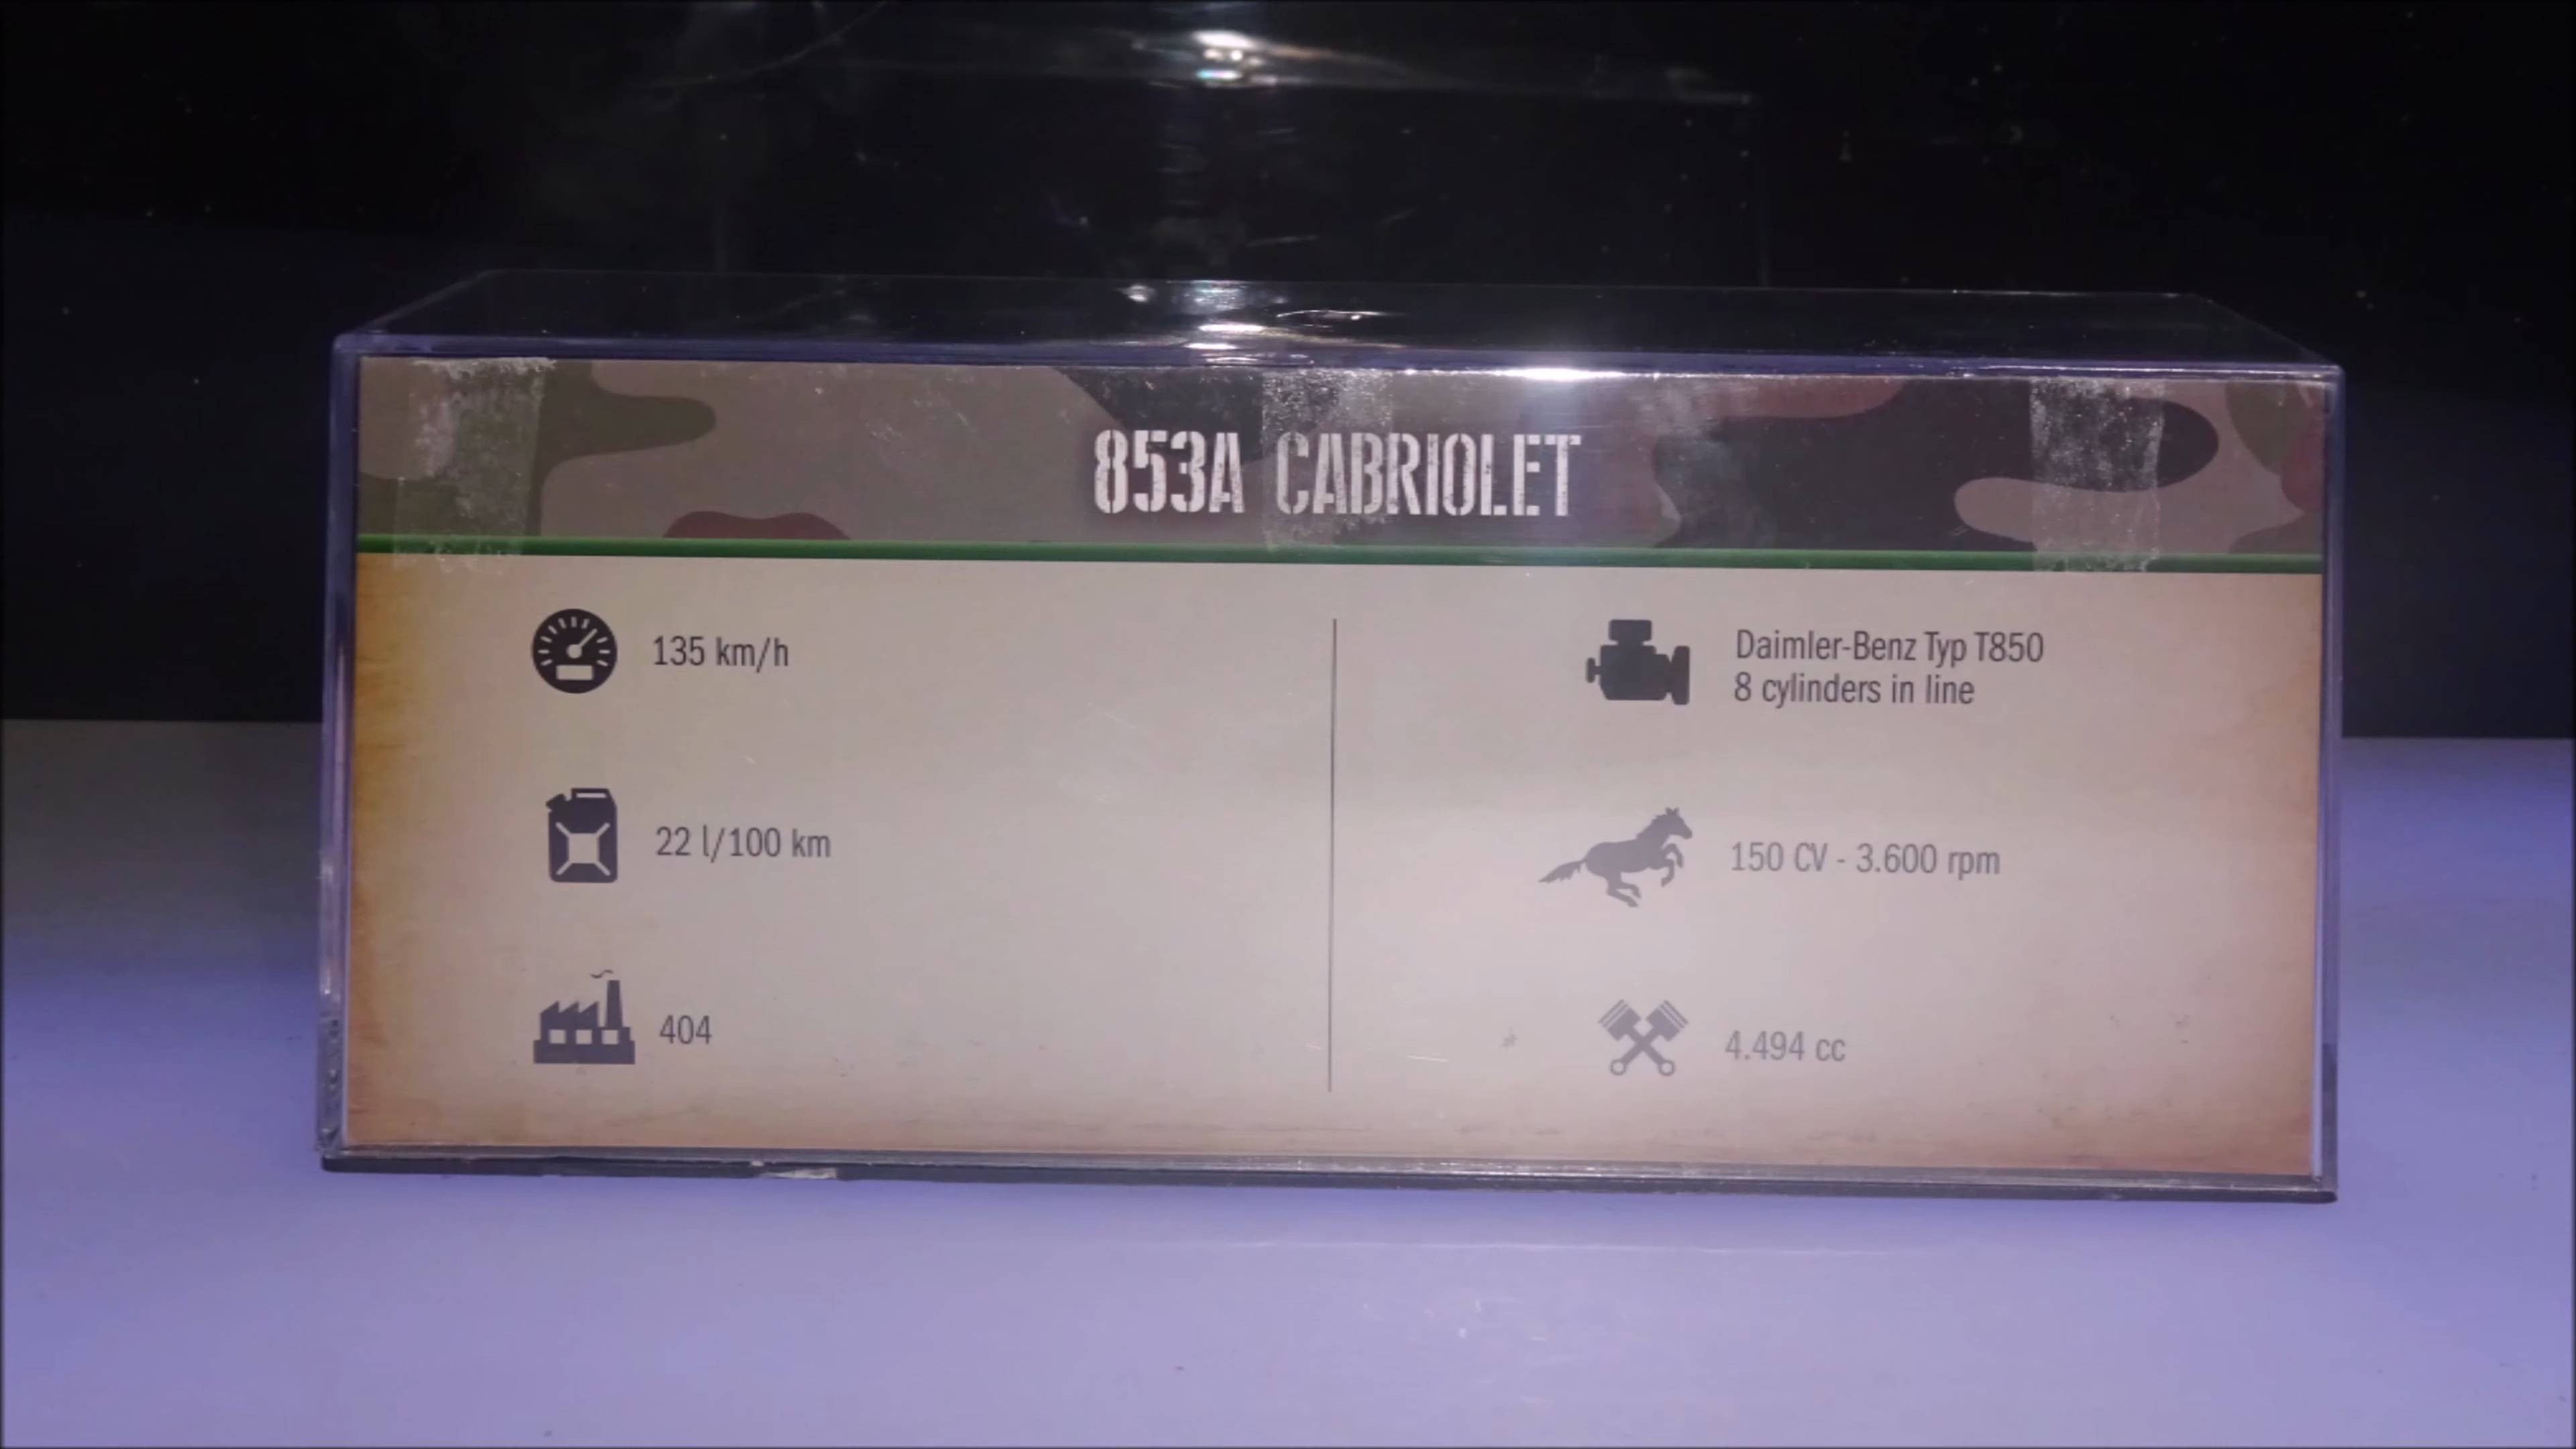 853A CABRIOLET
135 km/h
22 l/100 km
404
Daimler-Benz Typ T850
8 cylinders in line
150 CV - 3.600 rpm
4.494 cc